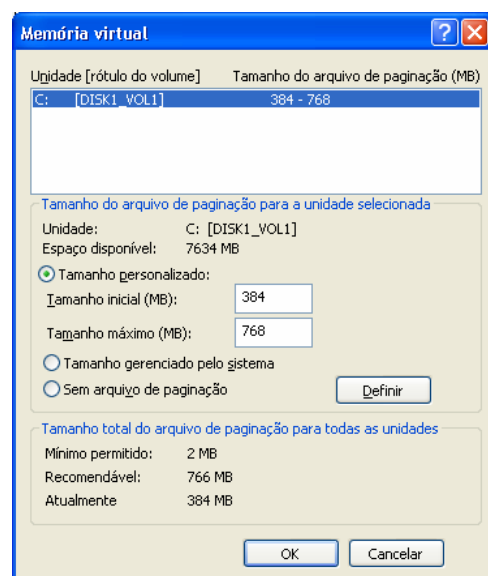 Memória virtual
Unidade [rótulo do volume] Tamanho do arquivo de paginação (MB)
C: [DISK1_VOL1] 384 - 768
Tamanho do arquivo de paginação para a unidade selecionada
Unidade: C: [DISK1_VOL1]
Espaço disponível: 7634 MB
Tamanho personalizado:
Tamanho inicial (MB): 384
Tamanho máximo (MB): 768
Tamanho gerenciado pelo sistema
Sem arquivo de paginação Definir
Tamanho total do arquivo de paginação para todas as unidades
Mínimo permitido: 2 MB
Recomendável: 766 MB
Atualmente 384 MB
OK Cancelar